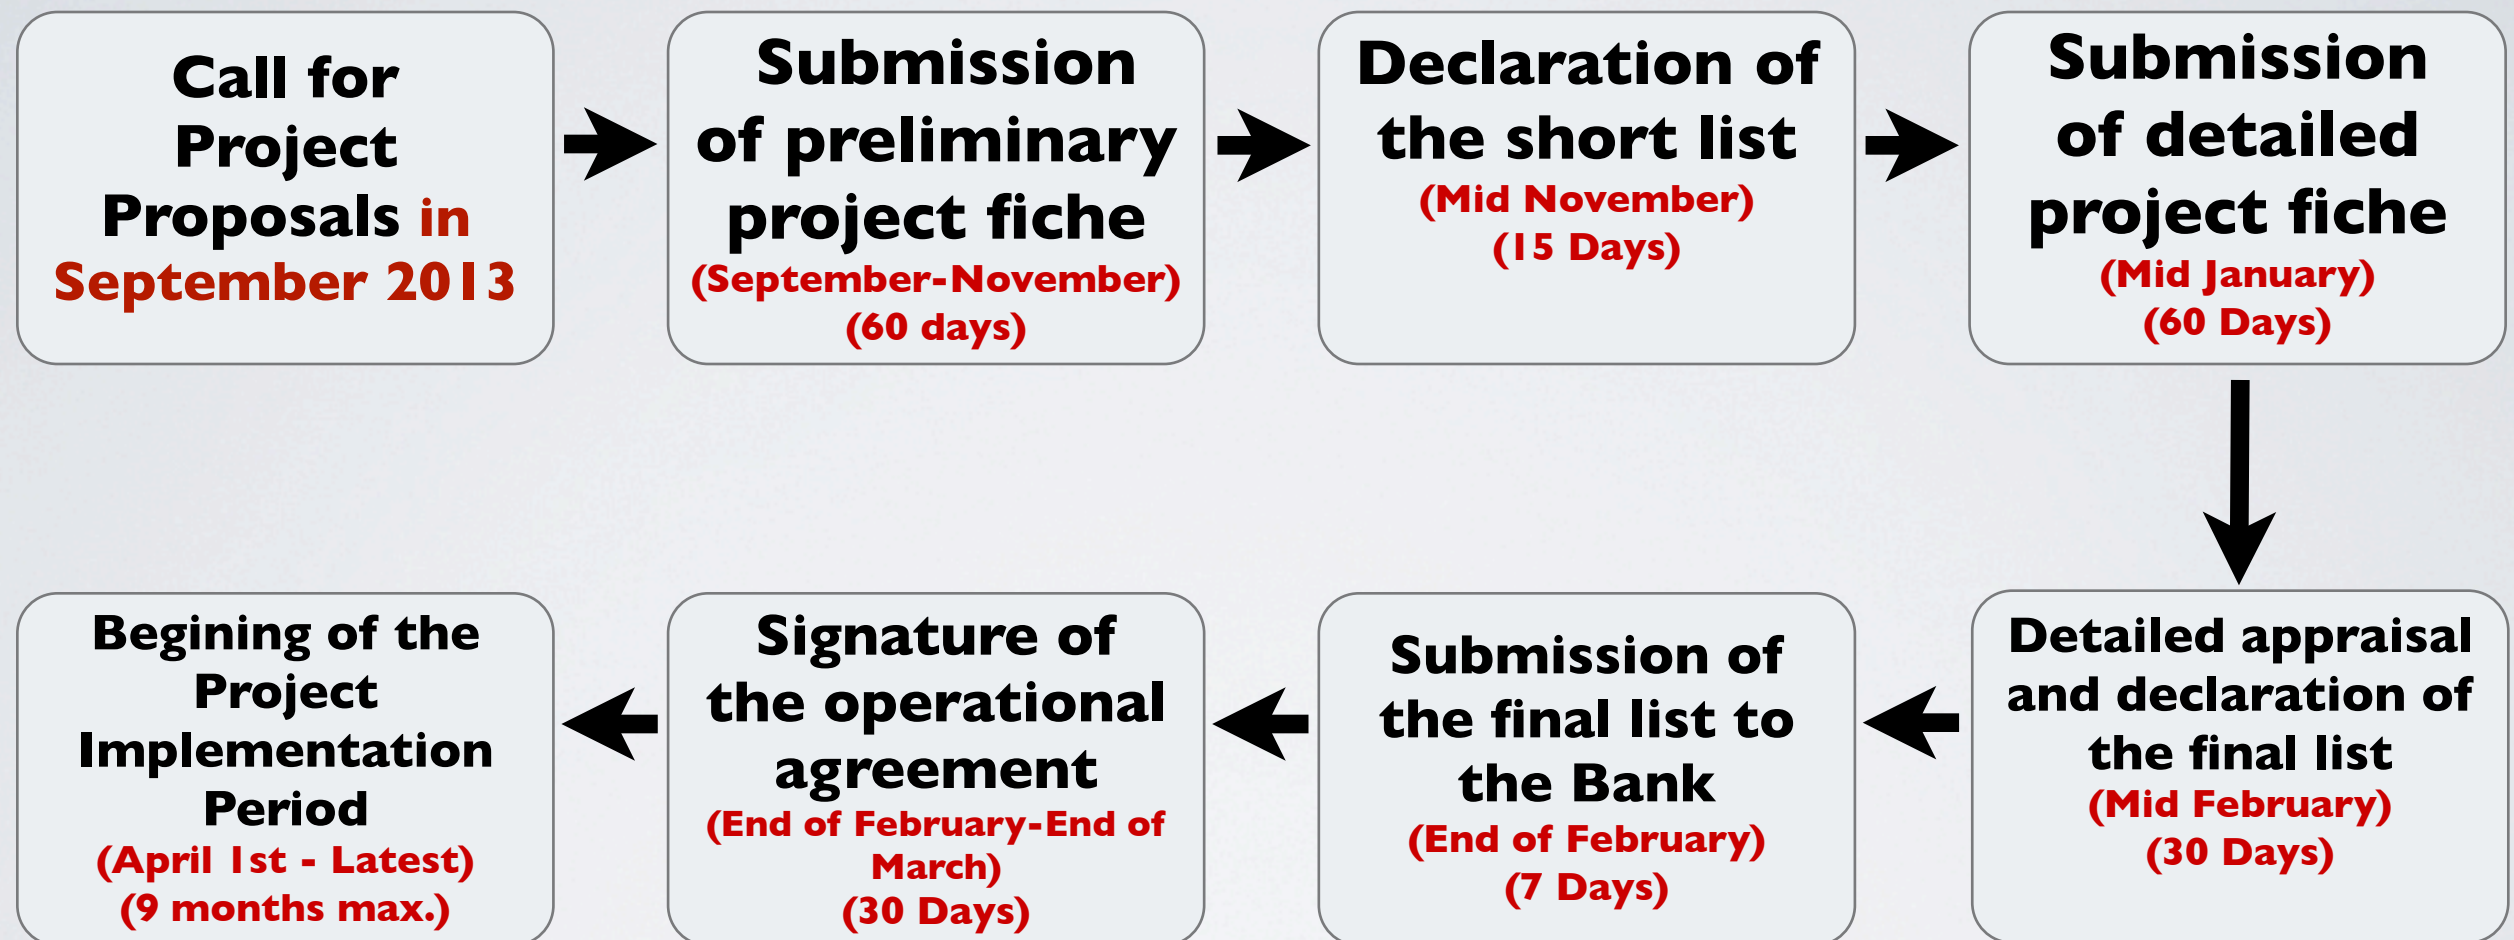 Call for
Project
Proposals in
September 2013
Submission
of preliminary
project fiche
(September-November)
(60 days)
Declaration of
the short list
(Mid November)
(15 Days)
Submission
of detailed
project fiche
(Mid January)
(60 Days)
Detailed appraisal
and declaration of
the final list
(Mid February)
(30 Days)
Submission of
the final list to
the Bank
(End of February)
(7 Days)
Signature of
the operational
agreement
(End of February-End of
March)
(30 Days)
Begining of the
Project
Implementation
Period
(April 1st - Latest)
(9 months max.)